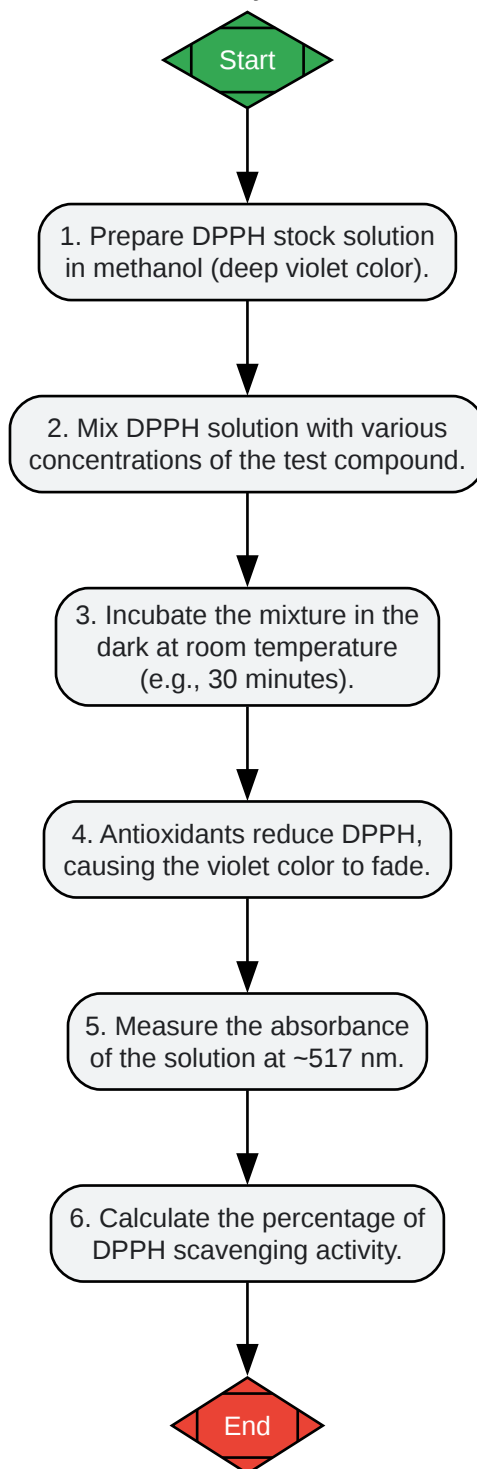 Start
1. Prepare DPPH stock solution
in methanol (deep violet color).
2. Mix DPPH solution with various
concentrations of the test compound.
3. Incubate the mixture in the
dark at room temperature
(e.g., 30 minutes).
4. Antioxidants reduce DPPH,
causing the violet color to fade.
5. Measure the absorbance
of the solution at ~517 nm.
6. Calculate the percentage of
DPPH scavenging activity.
End